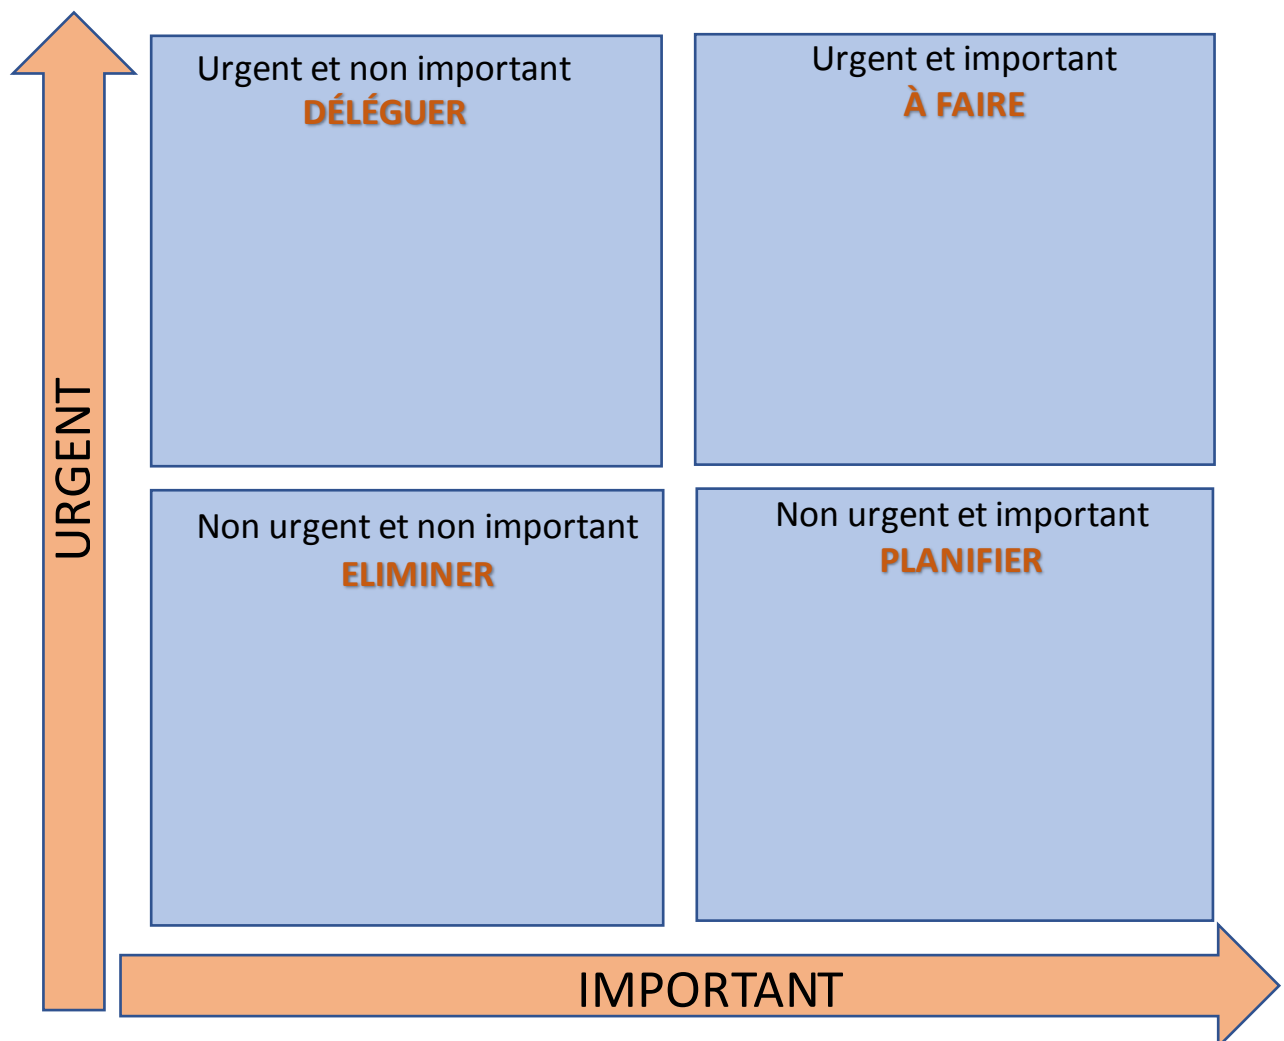 Urgent et non important
DÉLÉGUER
Urgent et important
À FAIRE
URGENT
Non urgent et non important
ELIMINER
Non urgent et important
PLANIFIER
IMPORTANT